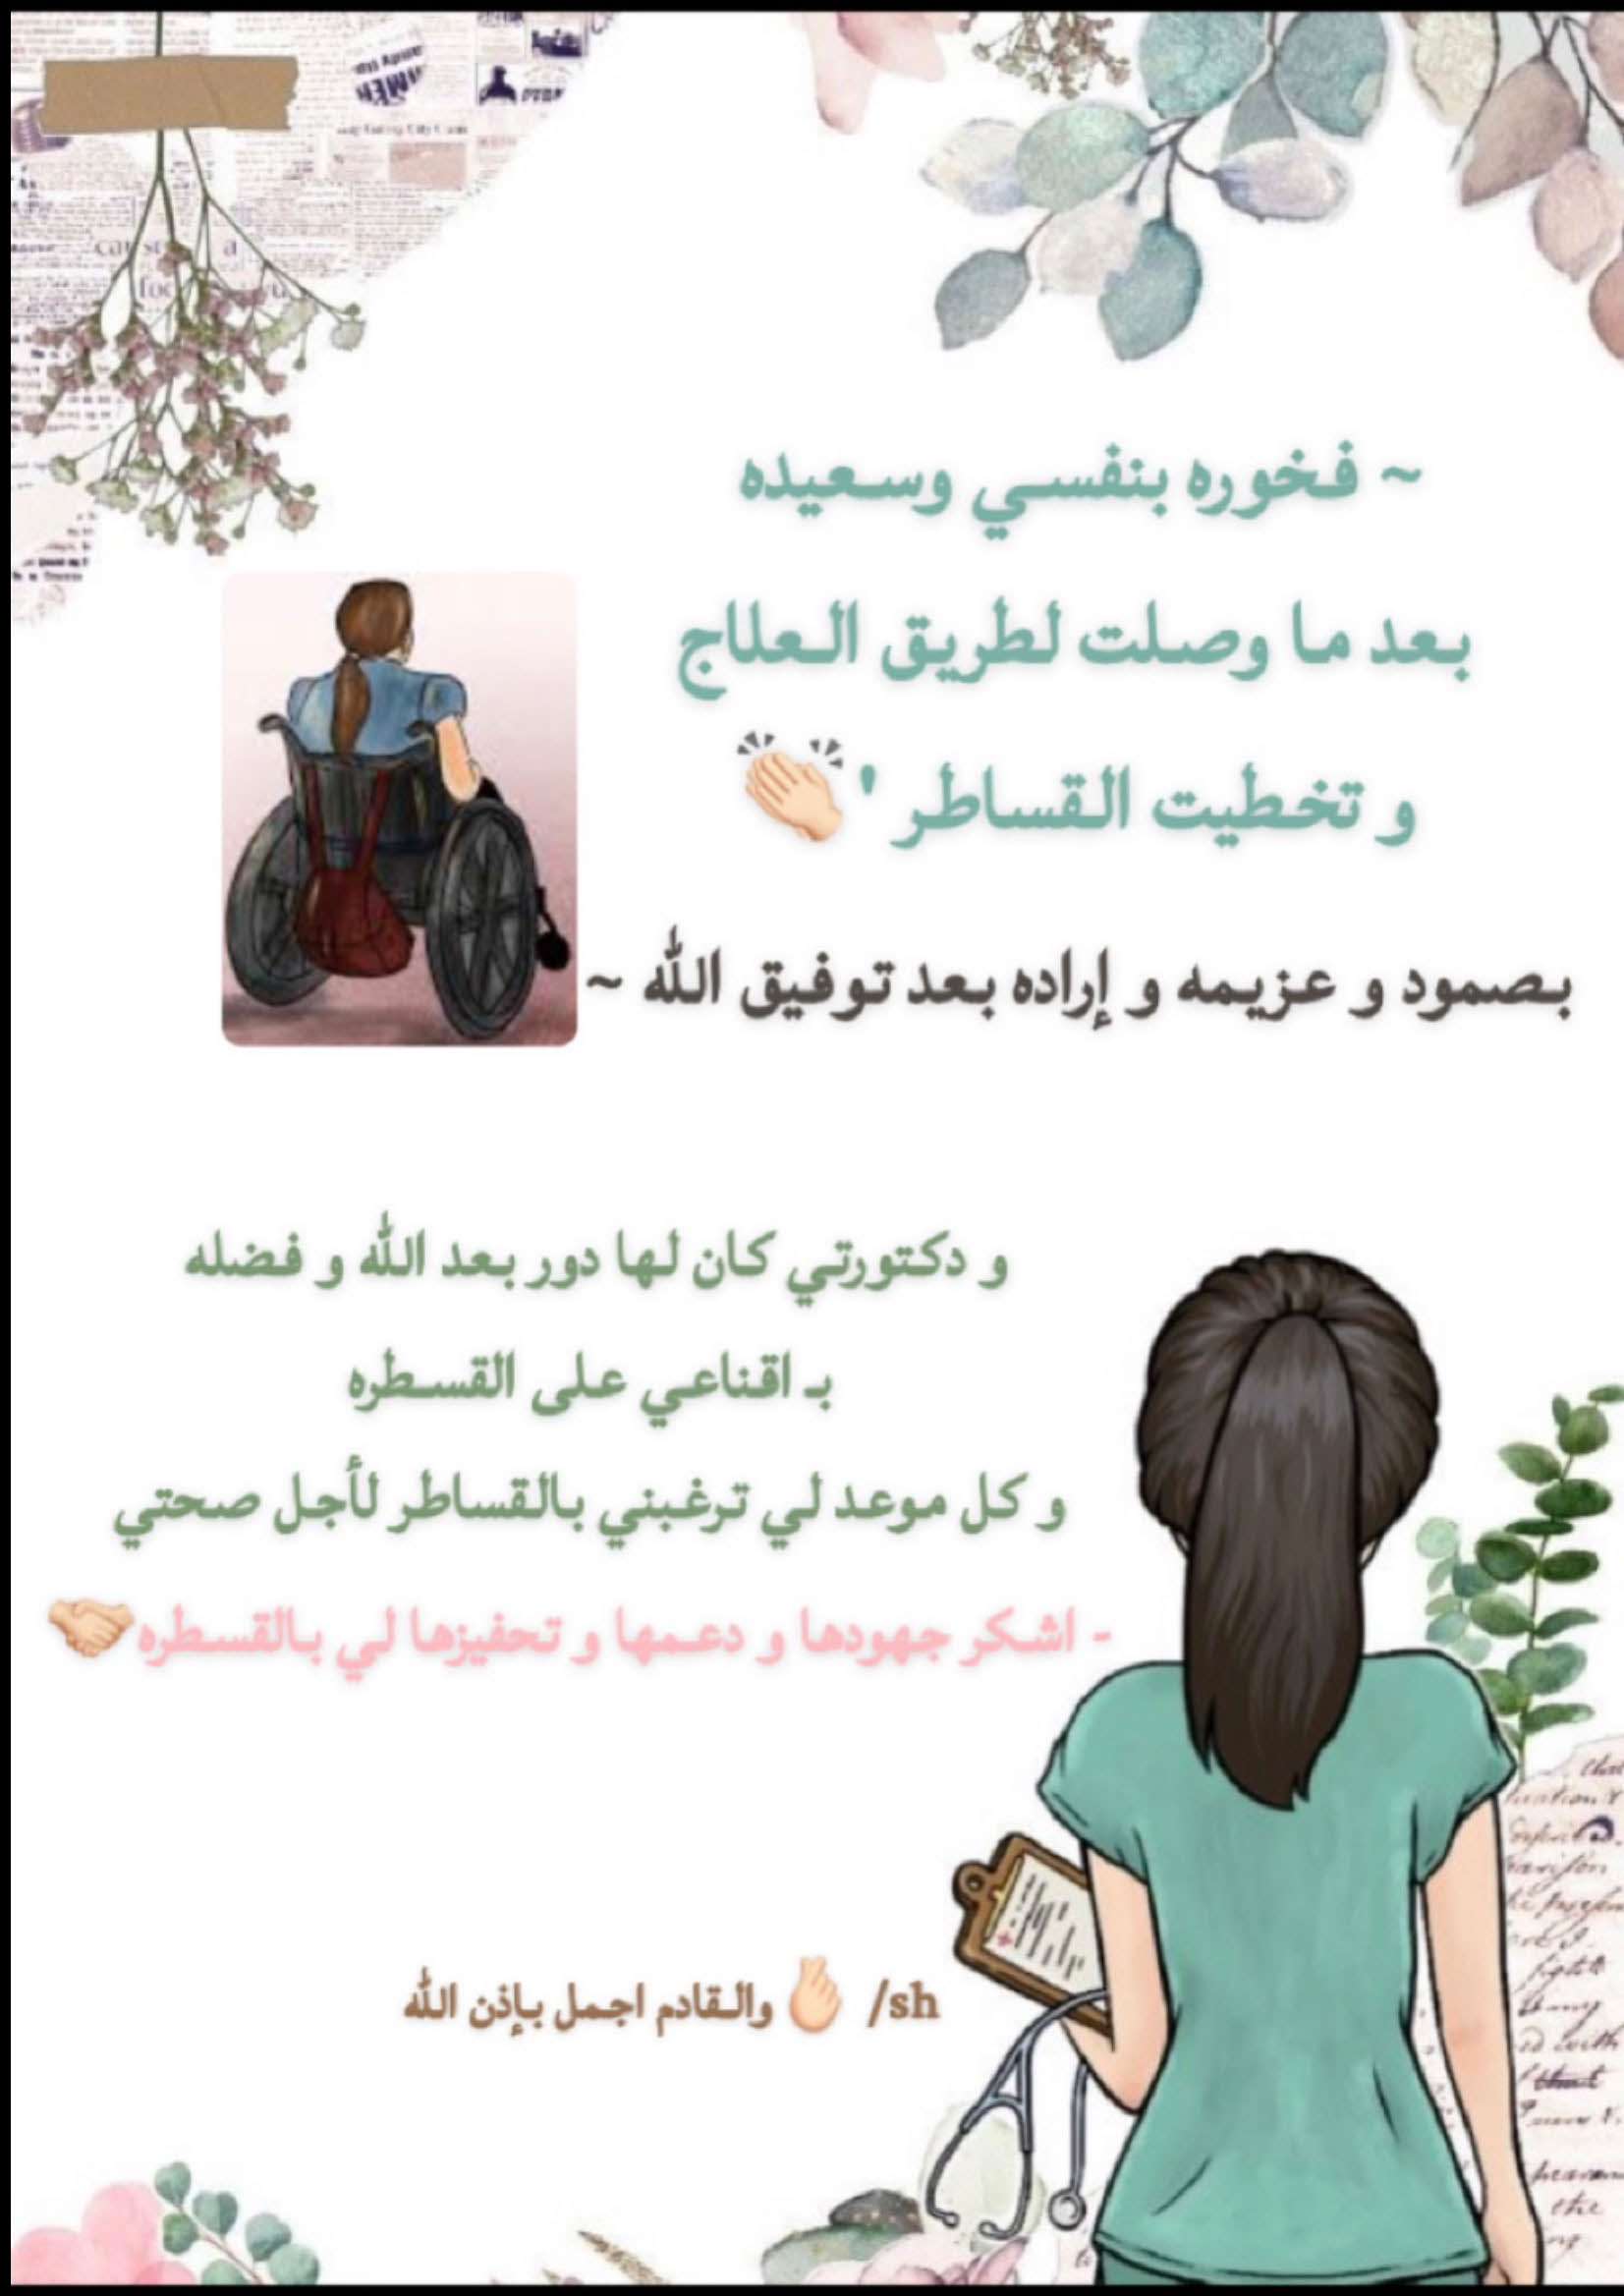 ~ فخوره بنفسي وسعيده
بعد ما وصلت لطريق العلاج
و تخطيت القساطر '👏🏻
بصمود و عزيمه و إراده بعد توفيق الله ~
و دكتورتي كان لها دور بعد الله و فضله
بـ اقناعي على القسطره
و كل موعد لي ترغبني بالقساطر لأجل صحتي
- اشكر جهودها و دعمها و تحفيزها لي بالقسطره🤝🏻
sh/ 🫰🏻 والقادم اجمل بإذن الله